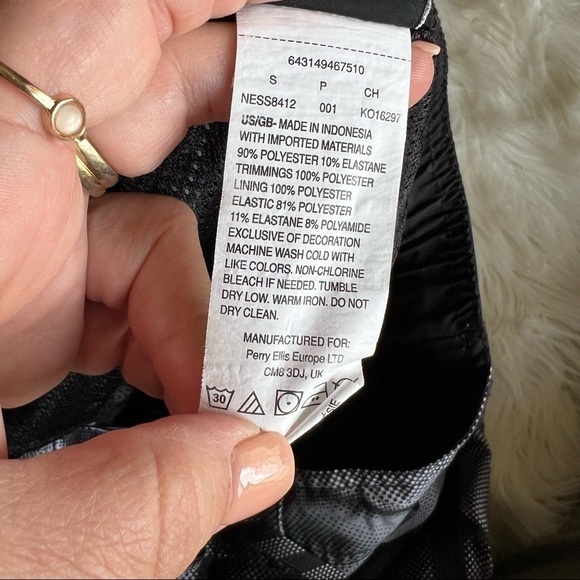 643149467510
S P CH
NESS8412 001 KO16297
US/GB- MADE IN INDONESIA
WITH IMPORTED MATERIALS
90% POLYESTER 10% ELASTANE
TRIMMINGS 100% POLYESTER
LINING 100% POLYESTER
ELASTIC 81% POLYESTER
11% ELASTANE 8% POLYAMIDE
EXCLUSIVE OF DECORATION
MACHINE WASH COLD WITH
LIKE COLORS. NON-CHLORINE
BLEACH IF NEEDED. TUMBLE
DRY LOW. WARM IRON. DO NOT
DRY CLEAN.
MANUFACTURED FOR:
Perry Ellis Europe LTD
CM8 3DJ, UK
30